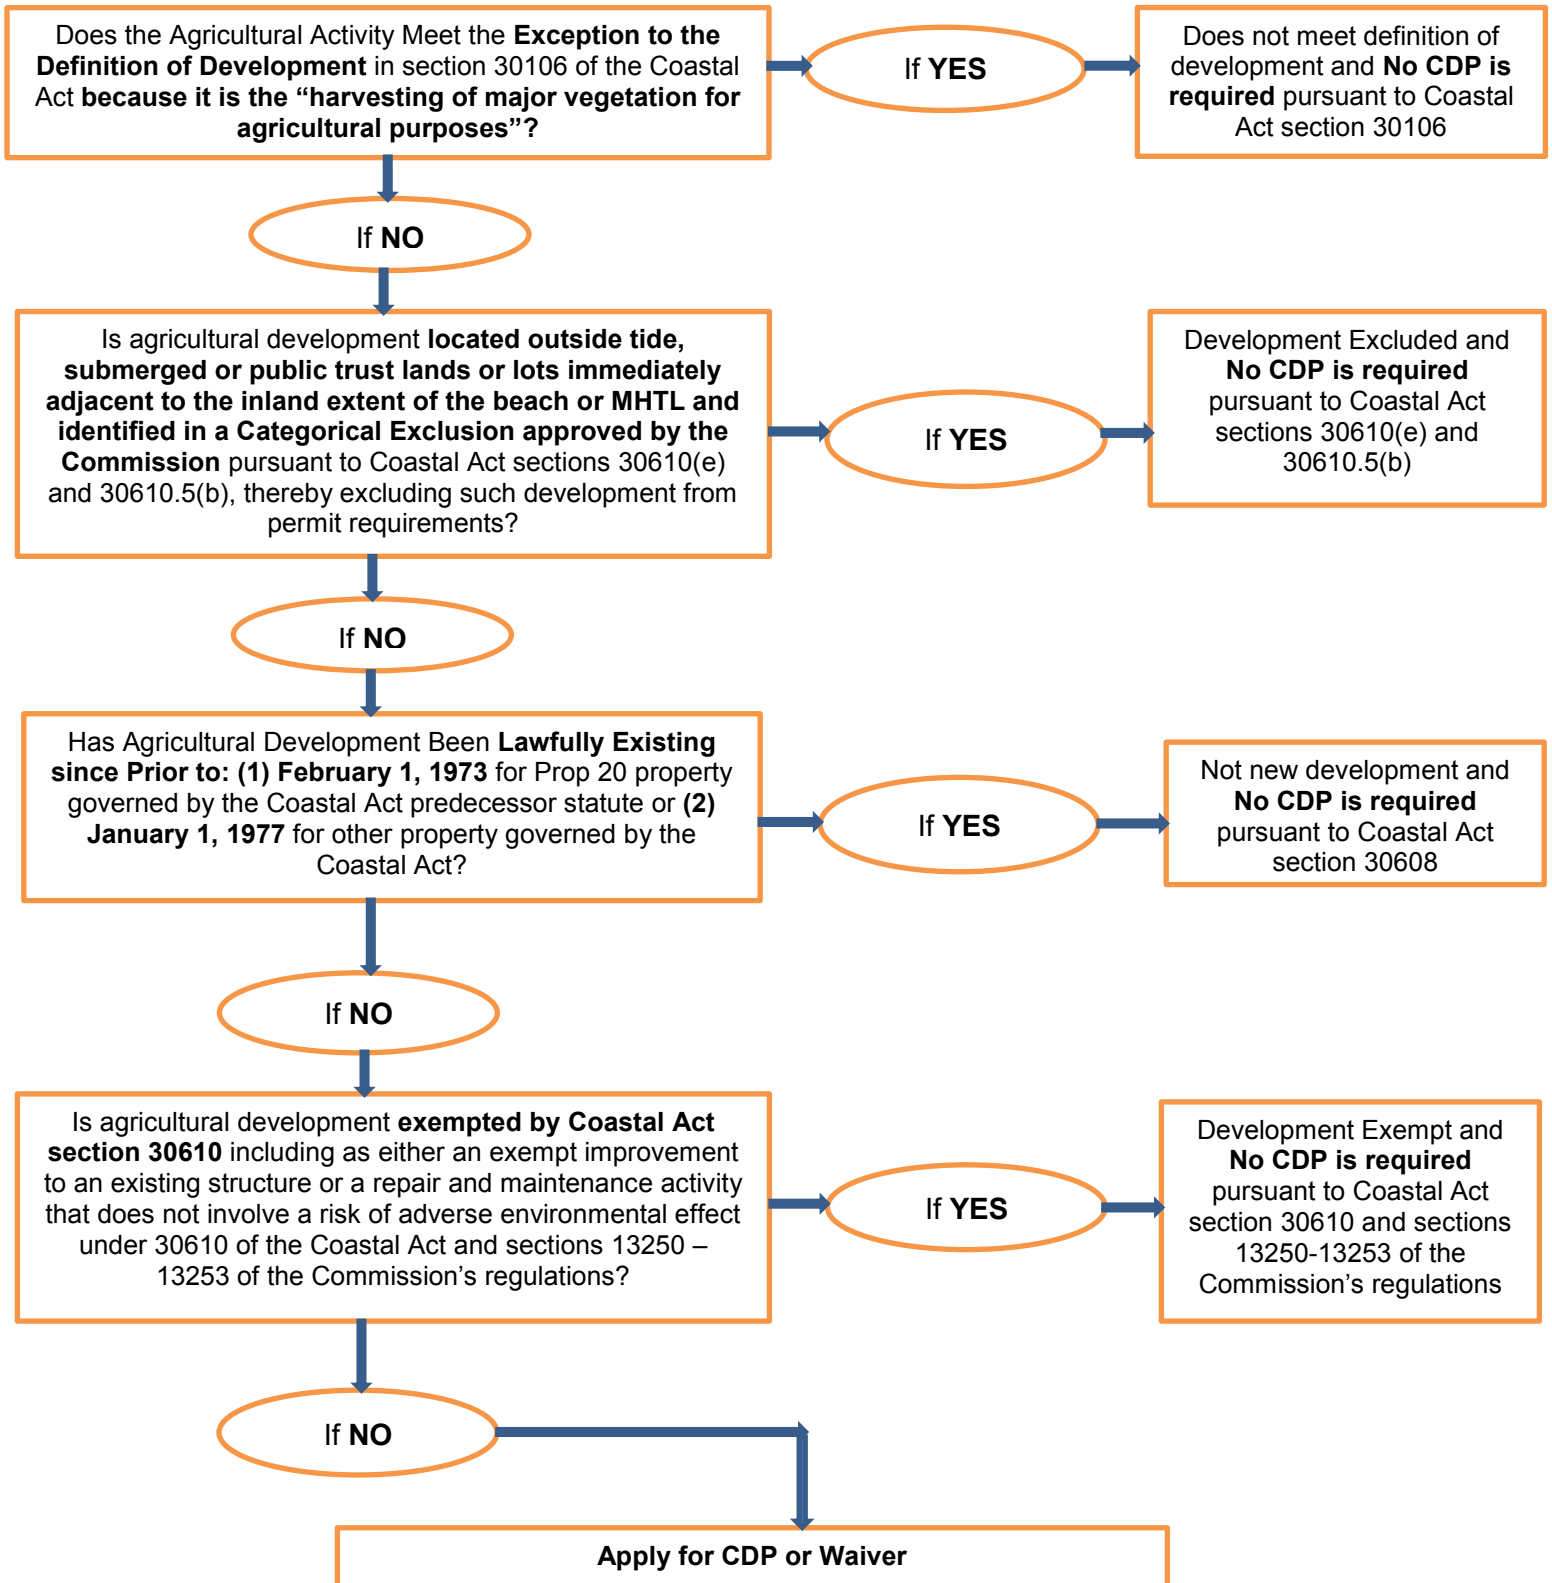 Does the Agricultural Activity Meet the Exception to the
Definition of Development in section 30106 of the Coastal
Act because it is the “harvesting of major vegetation for
agricultural purposes”?
If YES
Does not meet definition of
development and No CDP is
required pursuant to Coastal
Act section 30106
If NO
Is agricultural development located outside tide,
submerged or public trust lands or lots immediately
adjacent to the inland extent of the beach or MHTL and
identified in a Categorical Exclusion approved by the
Commission pursuant to Coastal Act sections 30610(e)
and 30610.5(b), thereby excluding such development from
permit requirements?
If YES
Development Excluded and
No CDP is required
pursuant to Coastal Act
sections 30610(e) and
30610.5(b)
If NO
Has Agricultural Development Been Lawfully Existing
since Prior to: (1) February 1, 1973 for Prop 20 property
governed by the Coastal Act predecessor statute or (2)
January 1, 1977 for other property governed by the
Coastal Act?
If YES
Not new development and
No CDP is required
pursuant to Coastal Act
section 30608
If NO
Is agricultural development exempted by Coastal Act
section 30610 including as either an exempt improvement
to an existing structure or a repair and maintenance activity
that does not involve a risk of adverse environmental effect
under 30610 of the Coastal Act and sections 13250 –
13253 of the Commission’s regulations?
If YES
Development Exempt and
No CDP is required
pursuant to Coastal Act
section 30610 and sections
13250-13253 of the
Commission’s regulations
If NO
Apply for CDP or Waiver